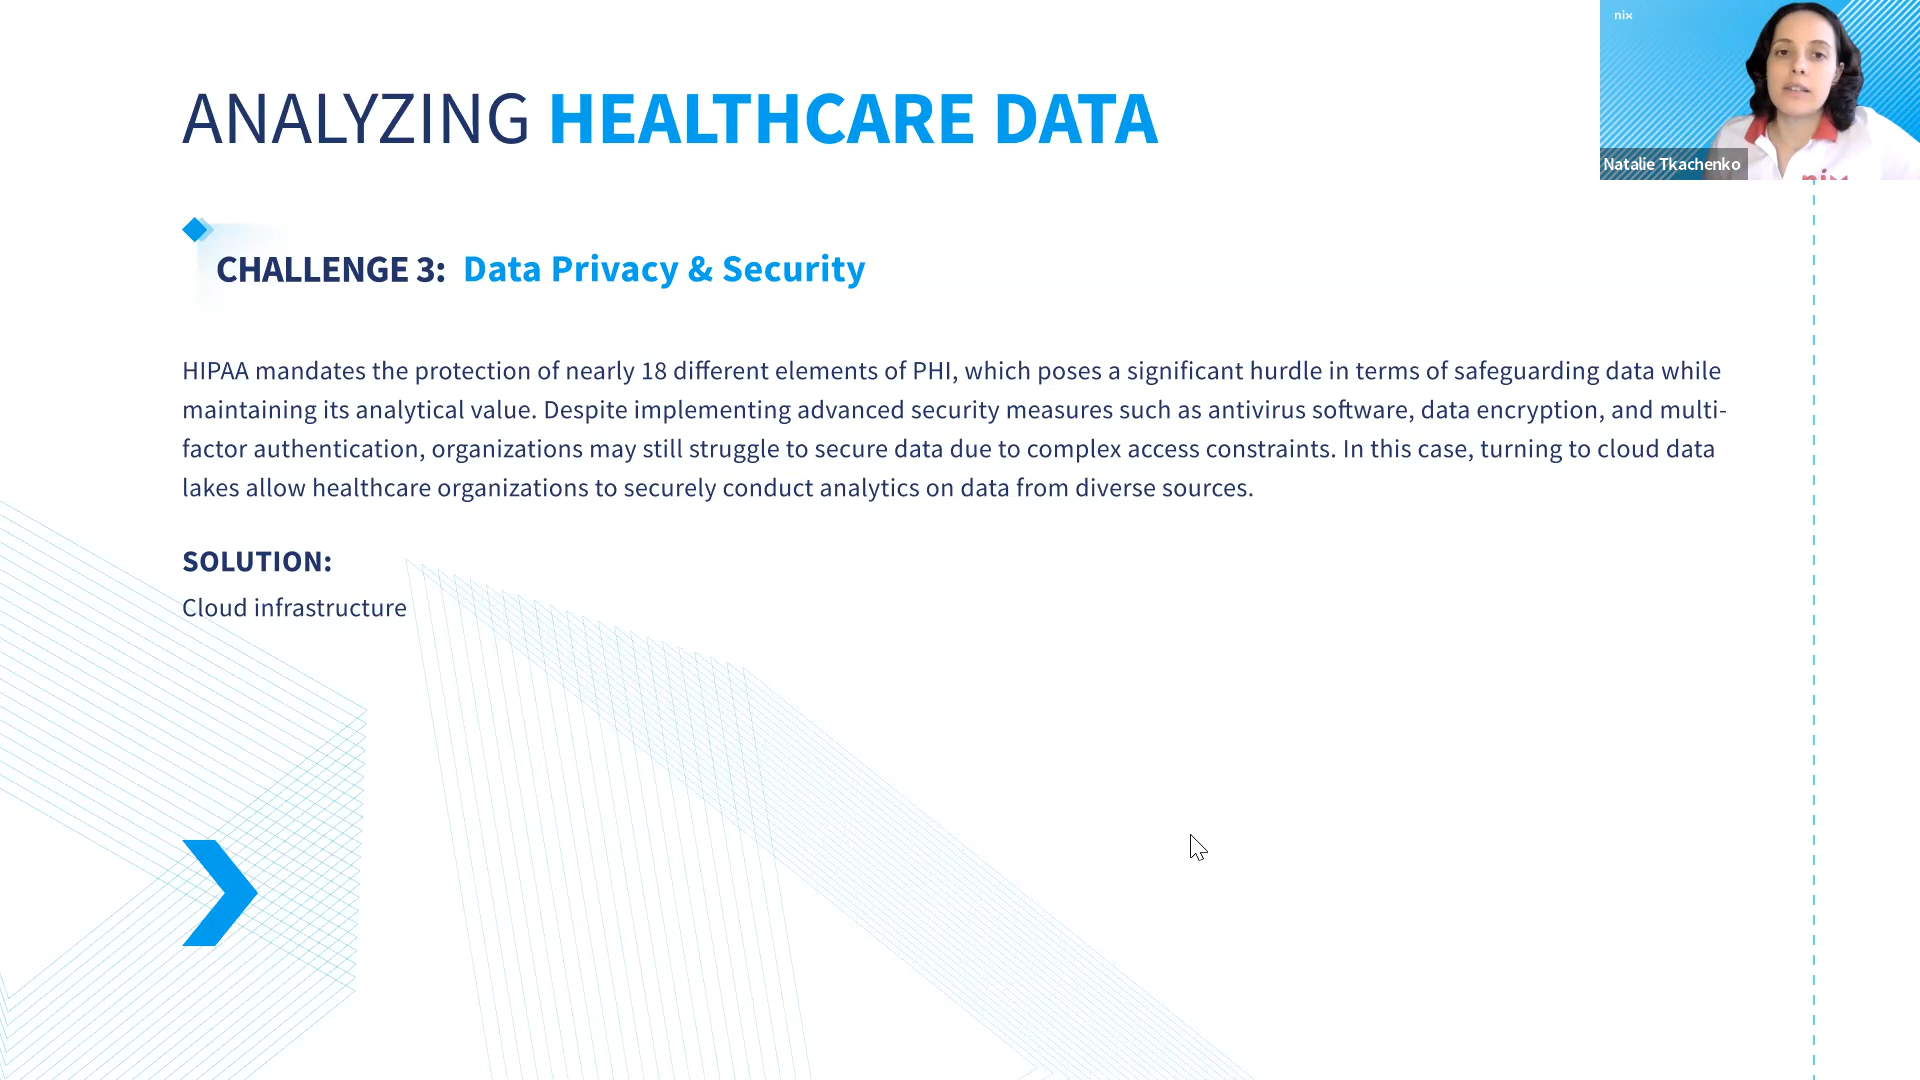 nix
Natalie Tkachenko
ANALYZING HEALTHCARE DATA
CHALLENGE 3: Data Privacy & Security
HIPAA mandates the protection of nearly 18 different elements of PHI, which poses a significant hurdle in terms of safeguarding data while
maintaining its analytical value. Despite implementing advanced security measures such as antivirus software, data encryption, and multi-
factor authentication, organizations may still struggle to secure data due to complex access constraints. In this case, turning to cloud data
lakes allow healthcare organizations to securely conduct analytics on data from diverse sources.
SOLUTION:
Cloud infrastructure